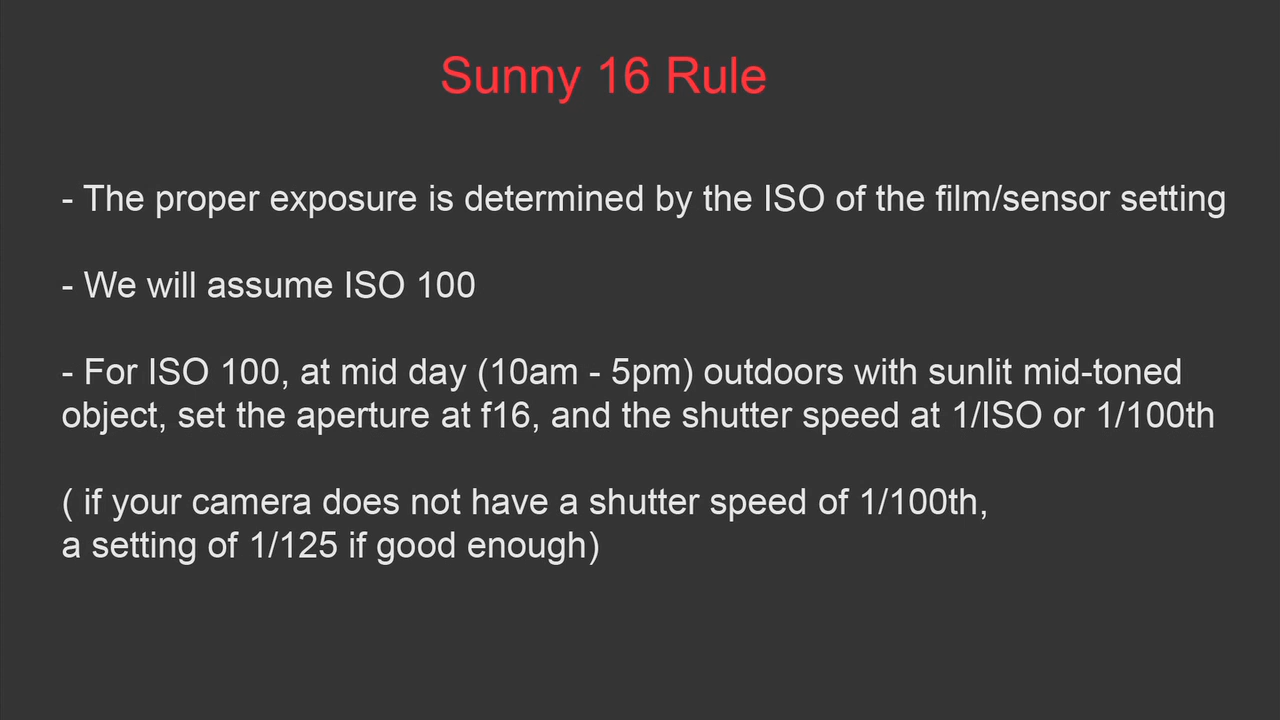 Sunny 16 Rule
- The proper exposure is determined by the ISO of the film/sensor setting
- We will assume ISO 100
- For ISO 100, at mid day (10am - 5pm) outdoors with sunlit mid-toned
object, set the aperture at f16, and the shutter speed at 1/ISO or 1/100th
( if your camera does not have a shutter speed of 1/100th,
a setting of 1/125 if good enough)